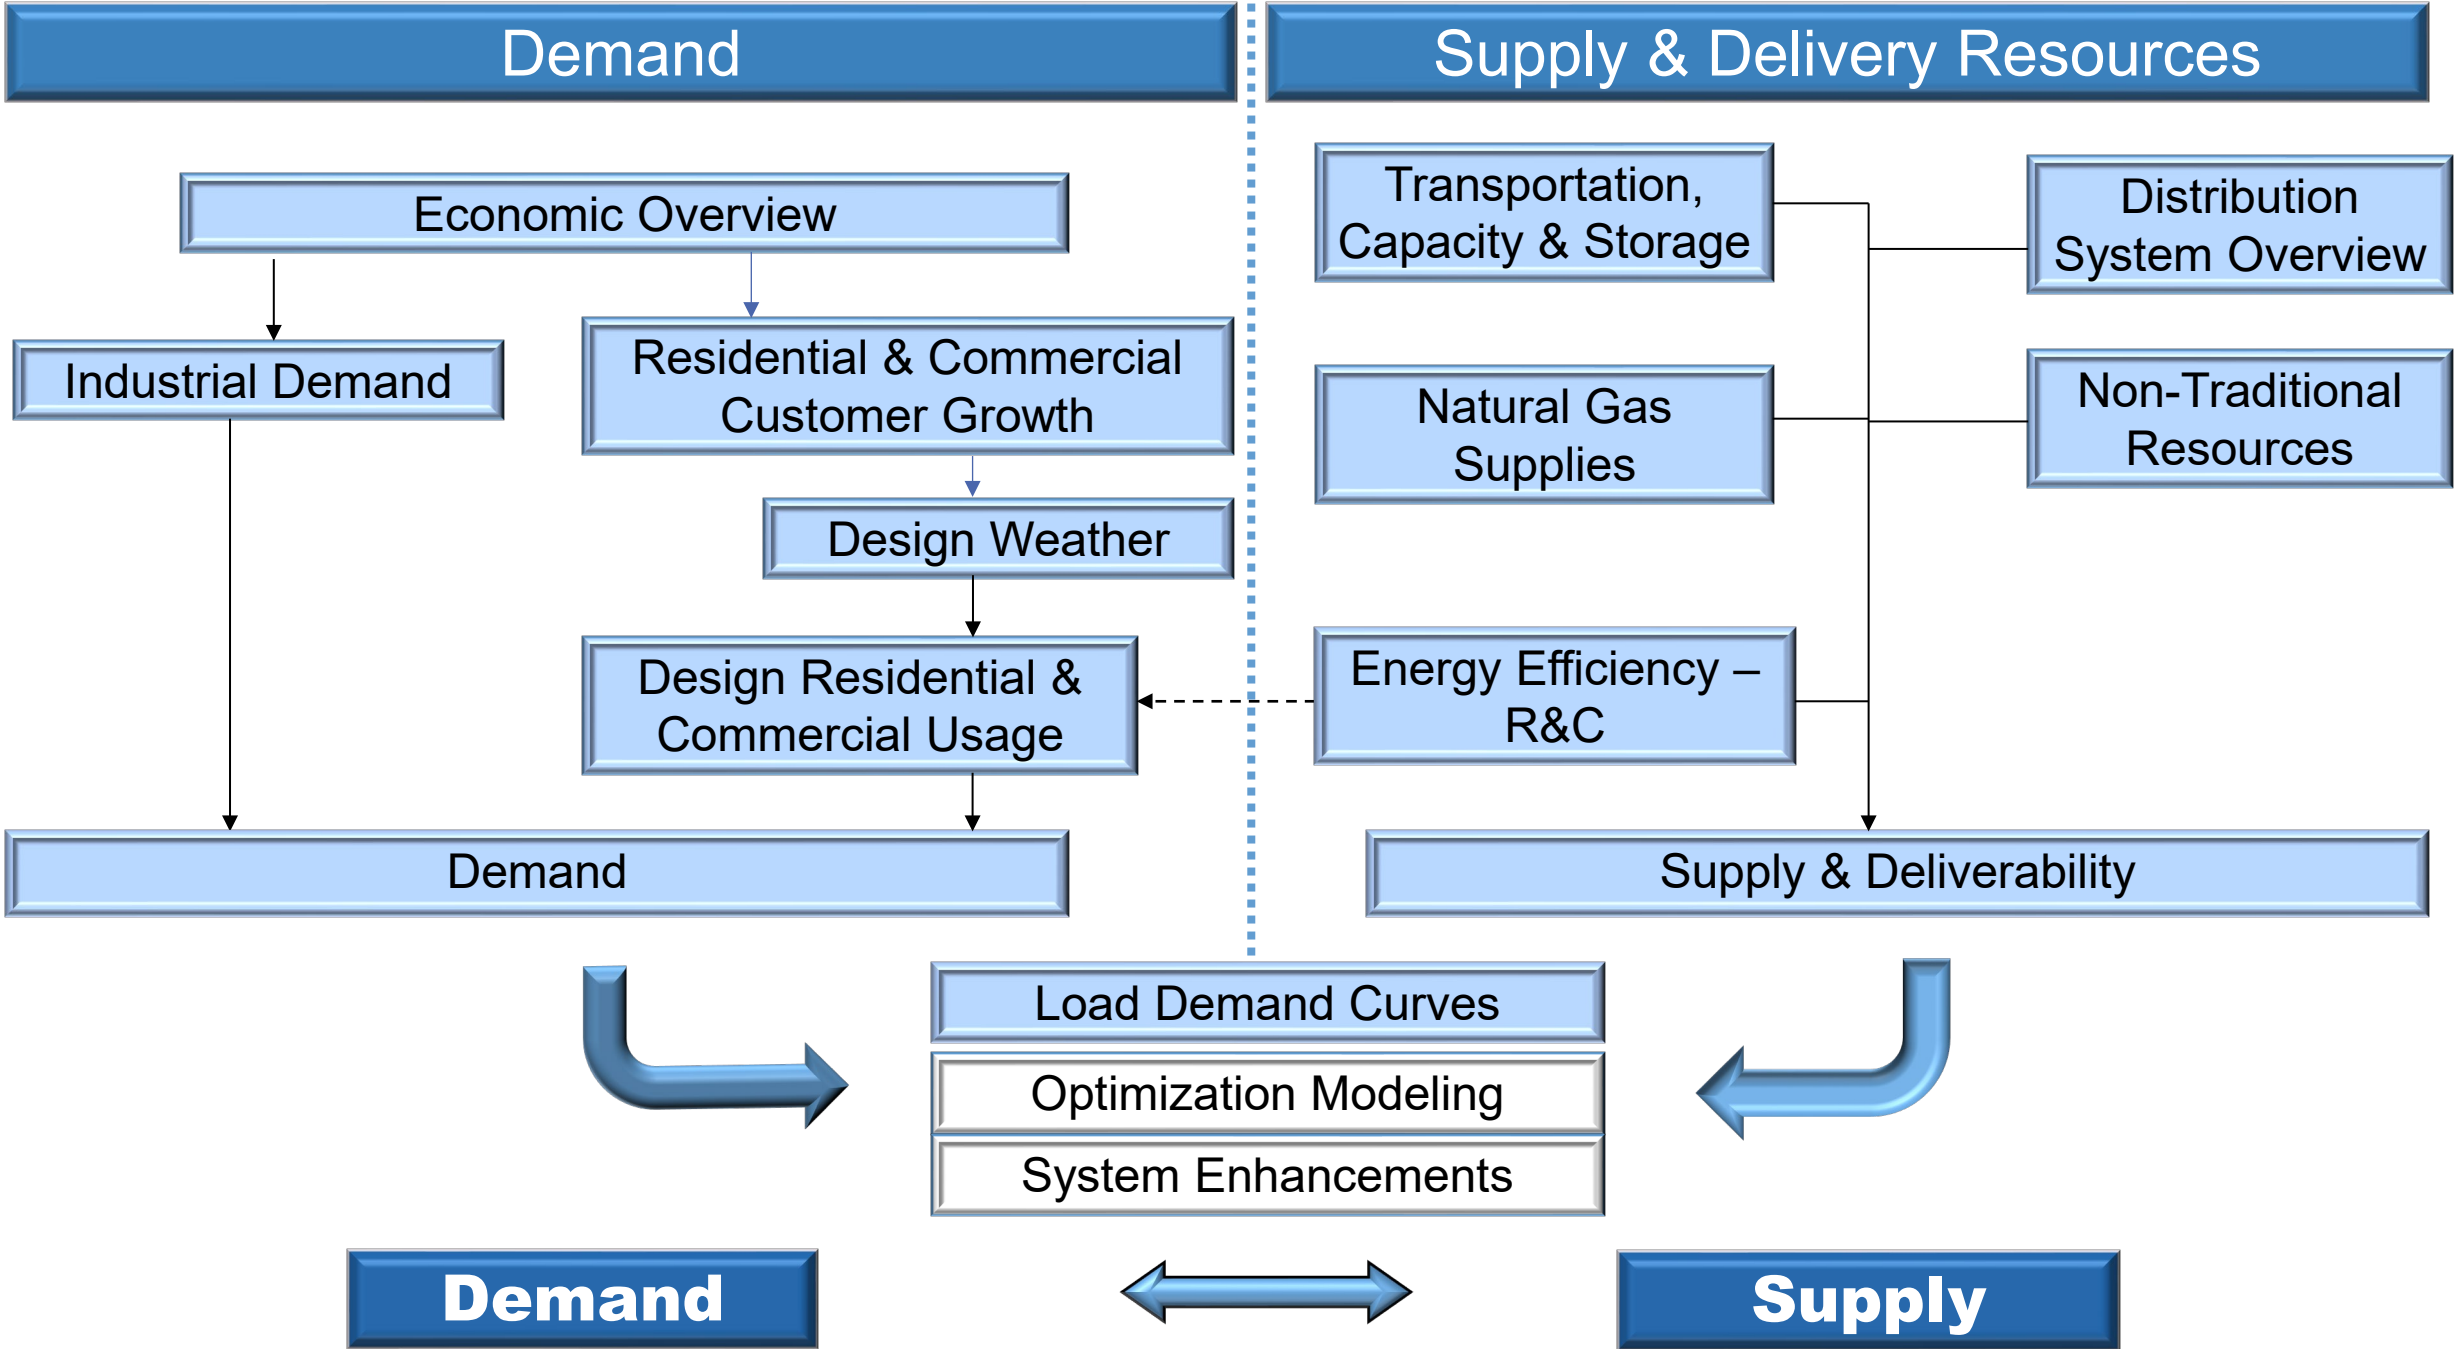 Demand
Supply & Delivery Resources
Economic Overview
Industrial Demand
Residential & Commercial
Customer Growth
Design Weather
Design Residential &
Commercial Usage
Demand
Transportation,
Capacity & Storage
Distribution
System Overview
Natural Gas
Supplies
Non-Traditional
Resources
Energy Efficiency –
R&C
Supply & Deliverability
Load Demand Curves
Optimization Modeling
System Enhancements
Demand
Supply